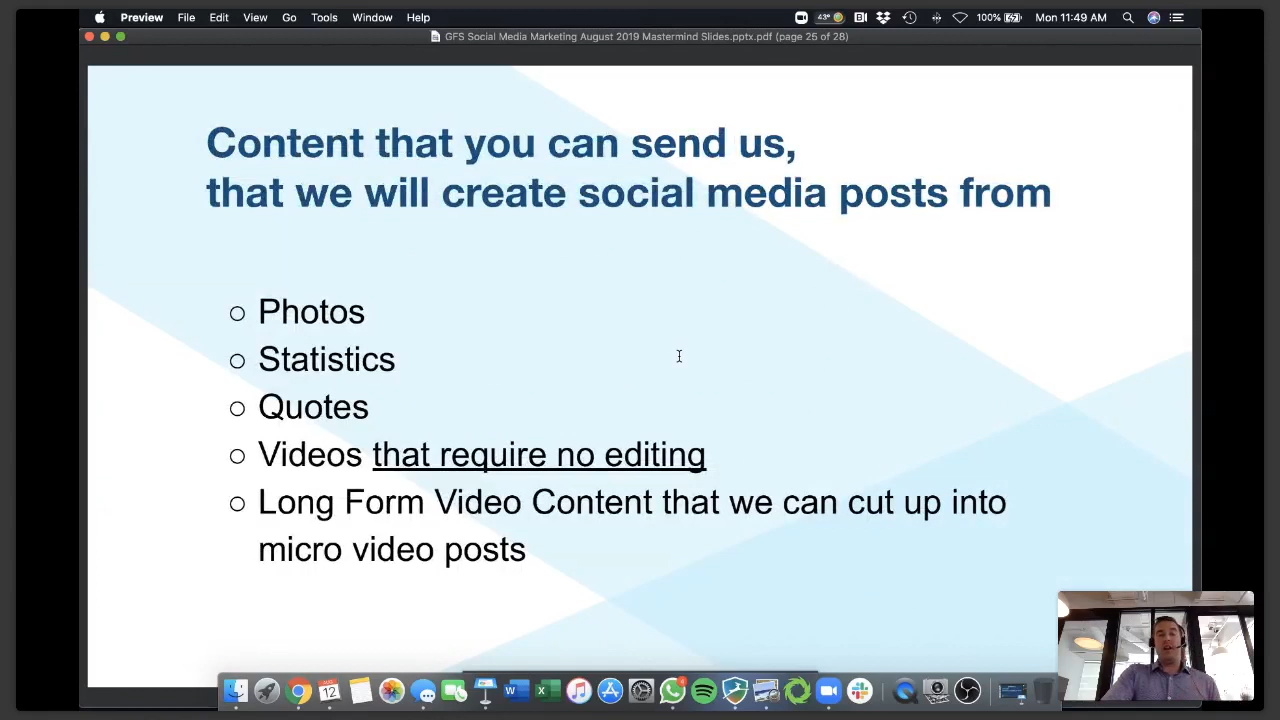 Preview File Edit View Go Tools Window Help 43° 100% Mon 11:49 AM
GFS Social Media Marketing August 2019 Mastermind Slides.pptx.pdf (page 25 of 28)
Content that you can send us,
that we will create social media posts from
○ Photos
○ Statistics
○ Quotes
○ Videos that require no editing
○ Long Form Video Content that we can cut up into
micro video posts
12